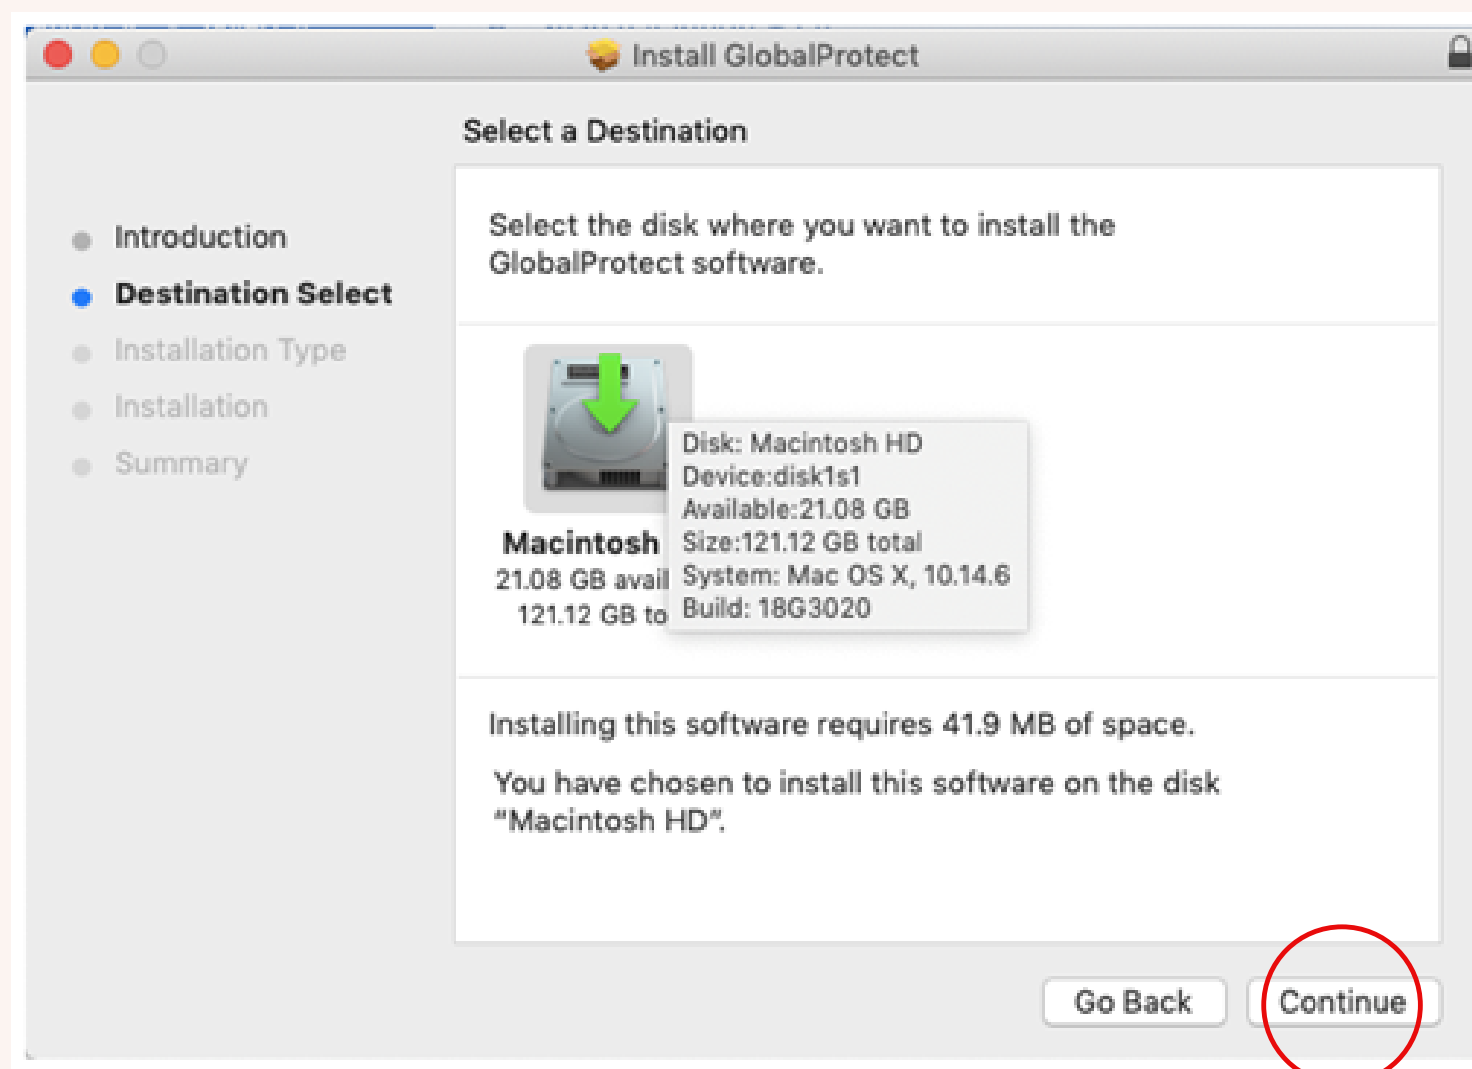 Install GlobalProtect
Select a Destination
Introduction
Destination Select
Installation Type
Installation
Summary
Select the disk where you want to install the
GlobalProtect software.
Macintosh
21.08 GB avail
121.12 GB to
Disk: Macintosh HD
Device:disk1s1
Available:21.08 GB
Size:121.12 GB total
System: Mac OS X, 10.14.6
Build: 18G3020
Installing this software requires 41.9 MB of space.
You have chosen to install this software on the disk
“Macintosh HD”.
Go Back
Continue